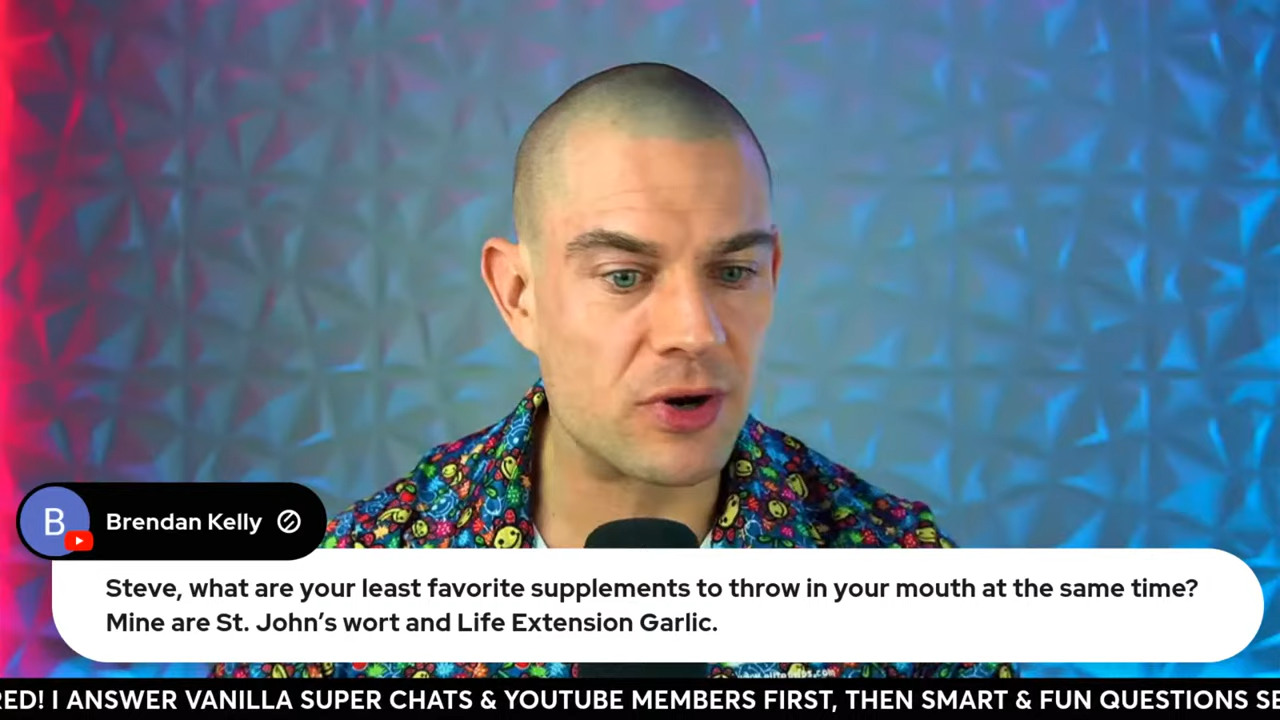 B
Brendan Kelly
Steve, what are your least favorite supplements to throw in your mouth at the same time?
Mine are St. John’s wort and Life Extension Garlic.
RED! I ANSWER VANILLA SUPER CHATS & YOUTUBE MEMBERS FIRST, THEN SMART & FUN QUESTIONS SE